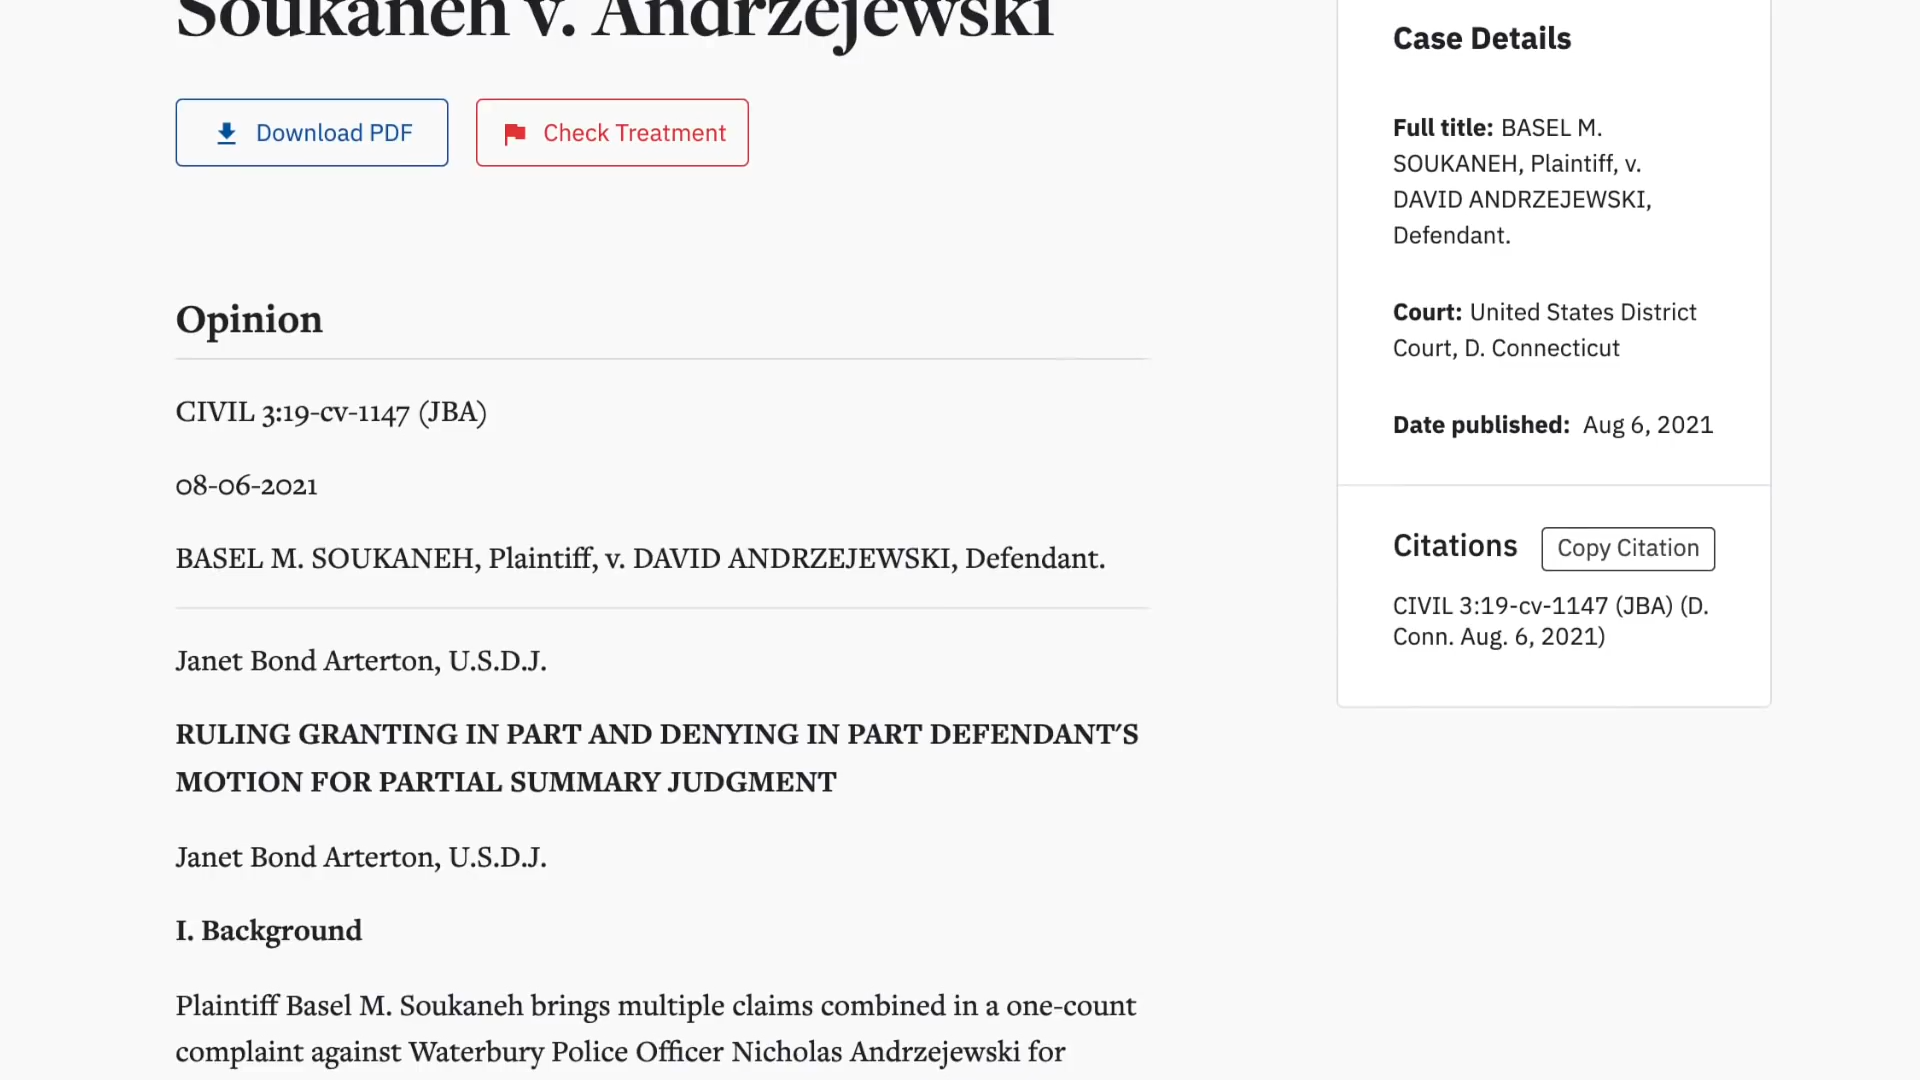 Soukaneh v. Andrzejewski
Download PDF
Check Treatment
Opinion
CIVIL 3:19-cv-1147 (JBA)
08-06-2021
BASEL M. SOUKANEH, Plaintiff, v. DAVID ANDRZEJEWSKI, Defendant.
Janet Bond Arterton, U.S.D.J.
RULING GRANTING IN PART AND DENYING IN PART DEFENDANT'S
MOTION FOR PARTIAL SUMMARY JUDGMENT
Janet Bond Arterton, U.S.D.J.
I. Background
Plaintiff Basel M. Soukaneh brings multiple claims combined in a one-count
complaint against Waterbury Police Officer Nicholas Andrzejewski for
Case Details
Full title: BASEL M.
SOUKANEH, Plaintiff, v.
DAVID ANDRZEJEWSKI,
Defendant.
Court: United States District
Court, D. Connecticut
Date published: Aug 6, 2021
Citations
Copy Citation
CIVIL 3:19-cv-1147 (JBA) (D.
Conn. Aug. 6, 2021)